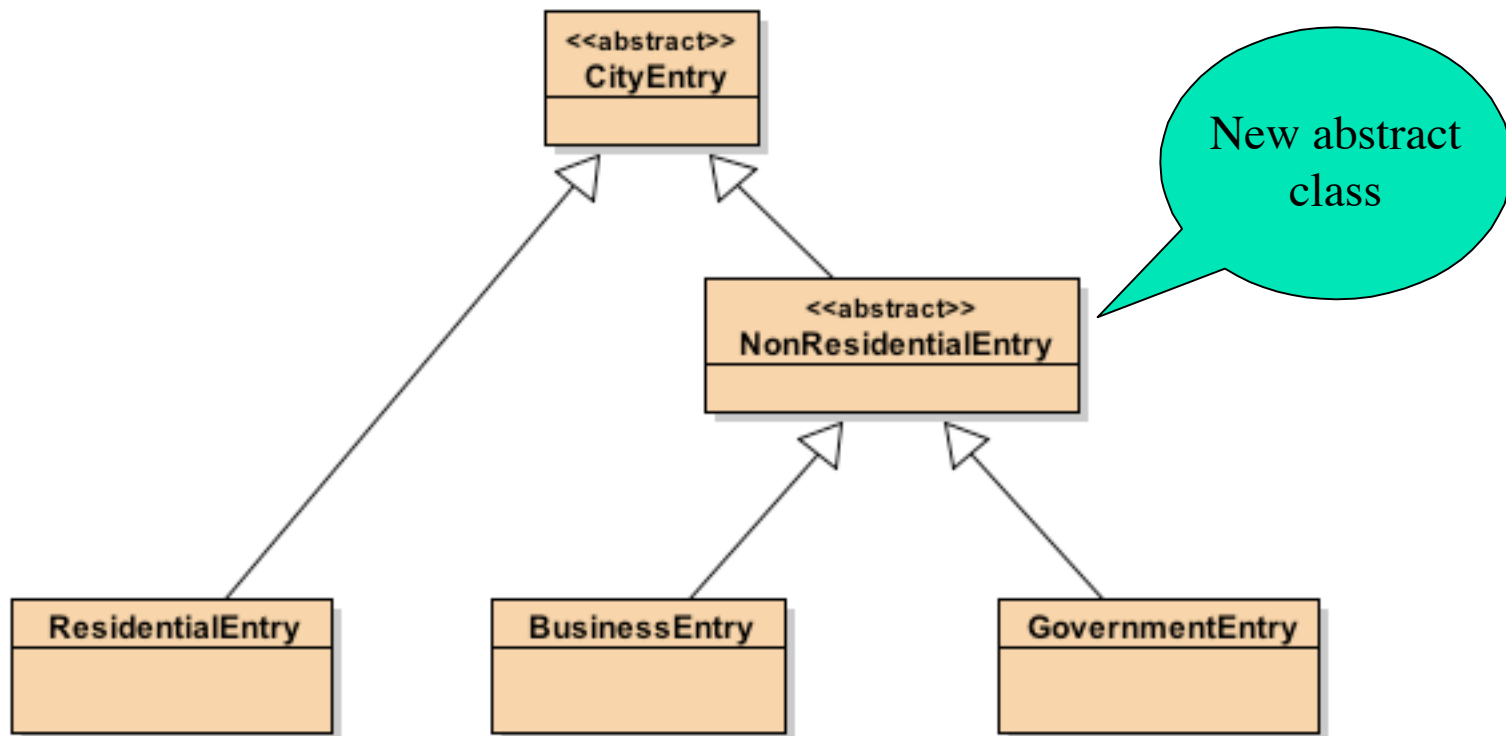 <<abstract>>
CityEntry
New abstract
class
<<abstract>>
NonResidentialEntry
ResidentialEntry
BusinessEntry
GovernmentEntry